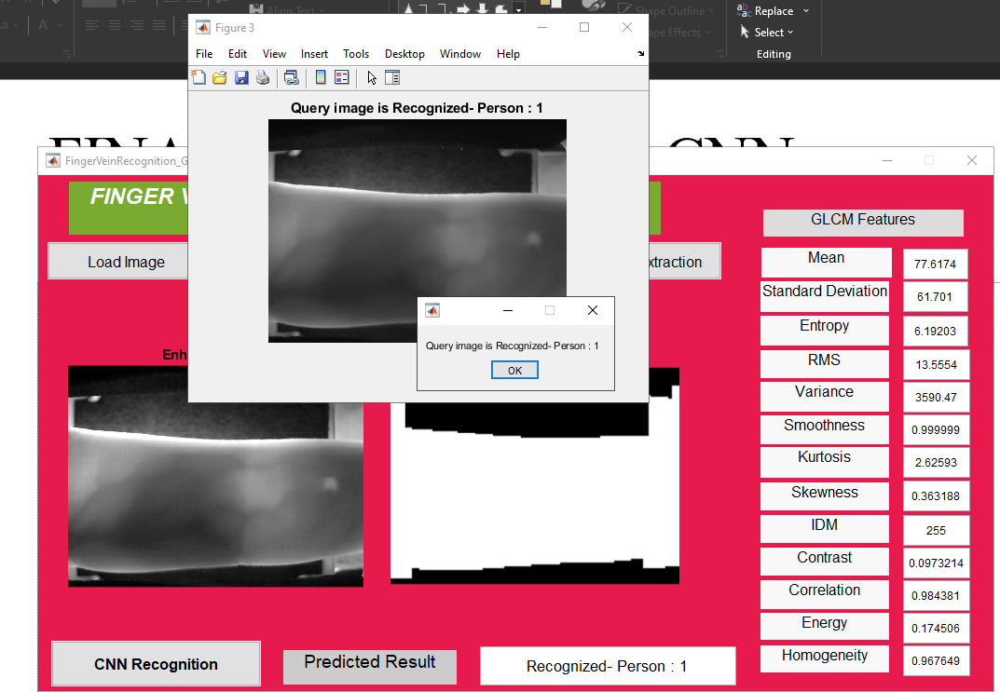 Align Text
Shape Outline
Shape Effects
Replace
Select
Editing
Figure 3
File Edit View Insert Tools Desktop Window Help
Query image is Recognized- Person : 1
CNN
FingerVeinRecognition_G
FINGER V
Load Image
xtraction
Enh
Query image is Recognized- Person : 1
OK
GLCM Features
Mean 77.6174
Standard Deviation 61.701
Entropy 6.19203
RMS 13.5554
Variance 3590.47
Smoothness 0.999999
Kurtosis 2.62593
Skewness 0.363188
IDM 255
Contrast 0.0973214
Correlation 0.984381
Energy 0.174506
Homogeneity 0.967649
CNN Recognition
Predicted Result
Recognized- Person : 1